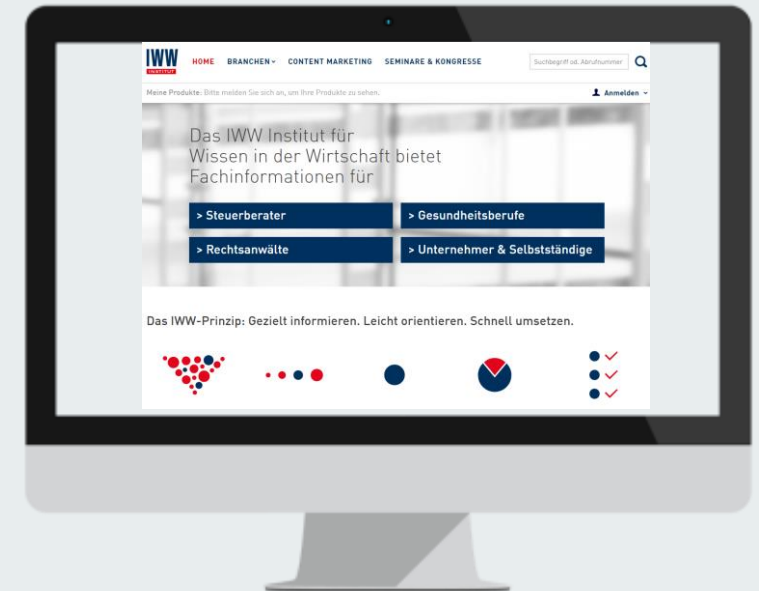 IWW
INSTITUT
HOME BRANCHEN CONTENT MARKETING SEMINARE & KONGRESSE
Suchbegriff od. Abrufnummer
Meine Produkte: Bitte melden Sie sich an, um Ihre Produkte zu sehen.
Anmelden
Das IWW Institut für
Wissen in der Wirtschaft bietet
Fachinformationen für
> Steuerberater
> Gesundheitsberufe
> Rechtsanwälte
> Unternehmer & Selbstständige
Das IWW-Prinzip: Gezielt informieren. Leicht orientieren. Schnell umsetzen.